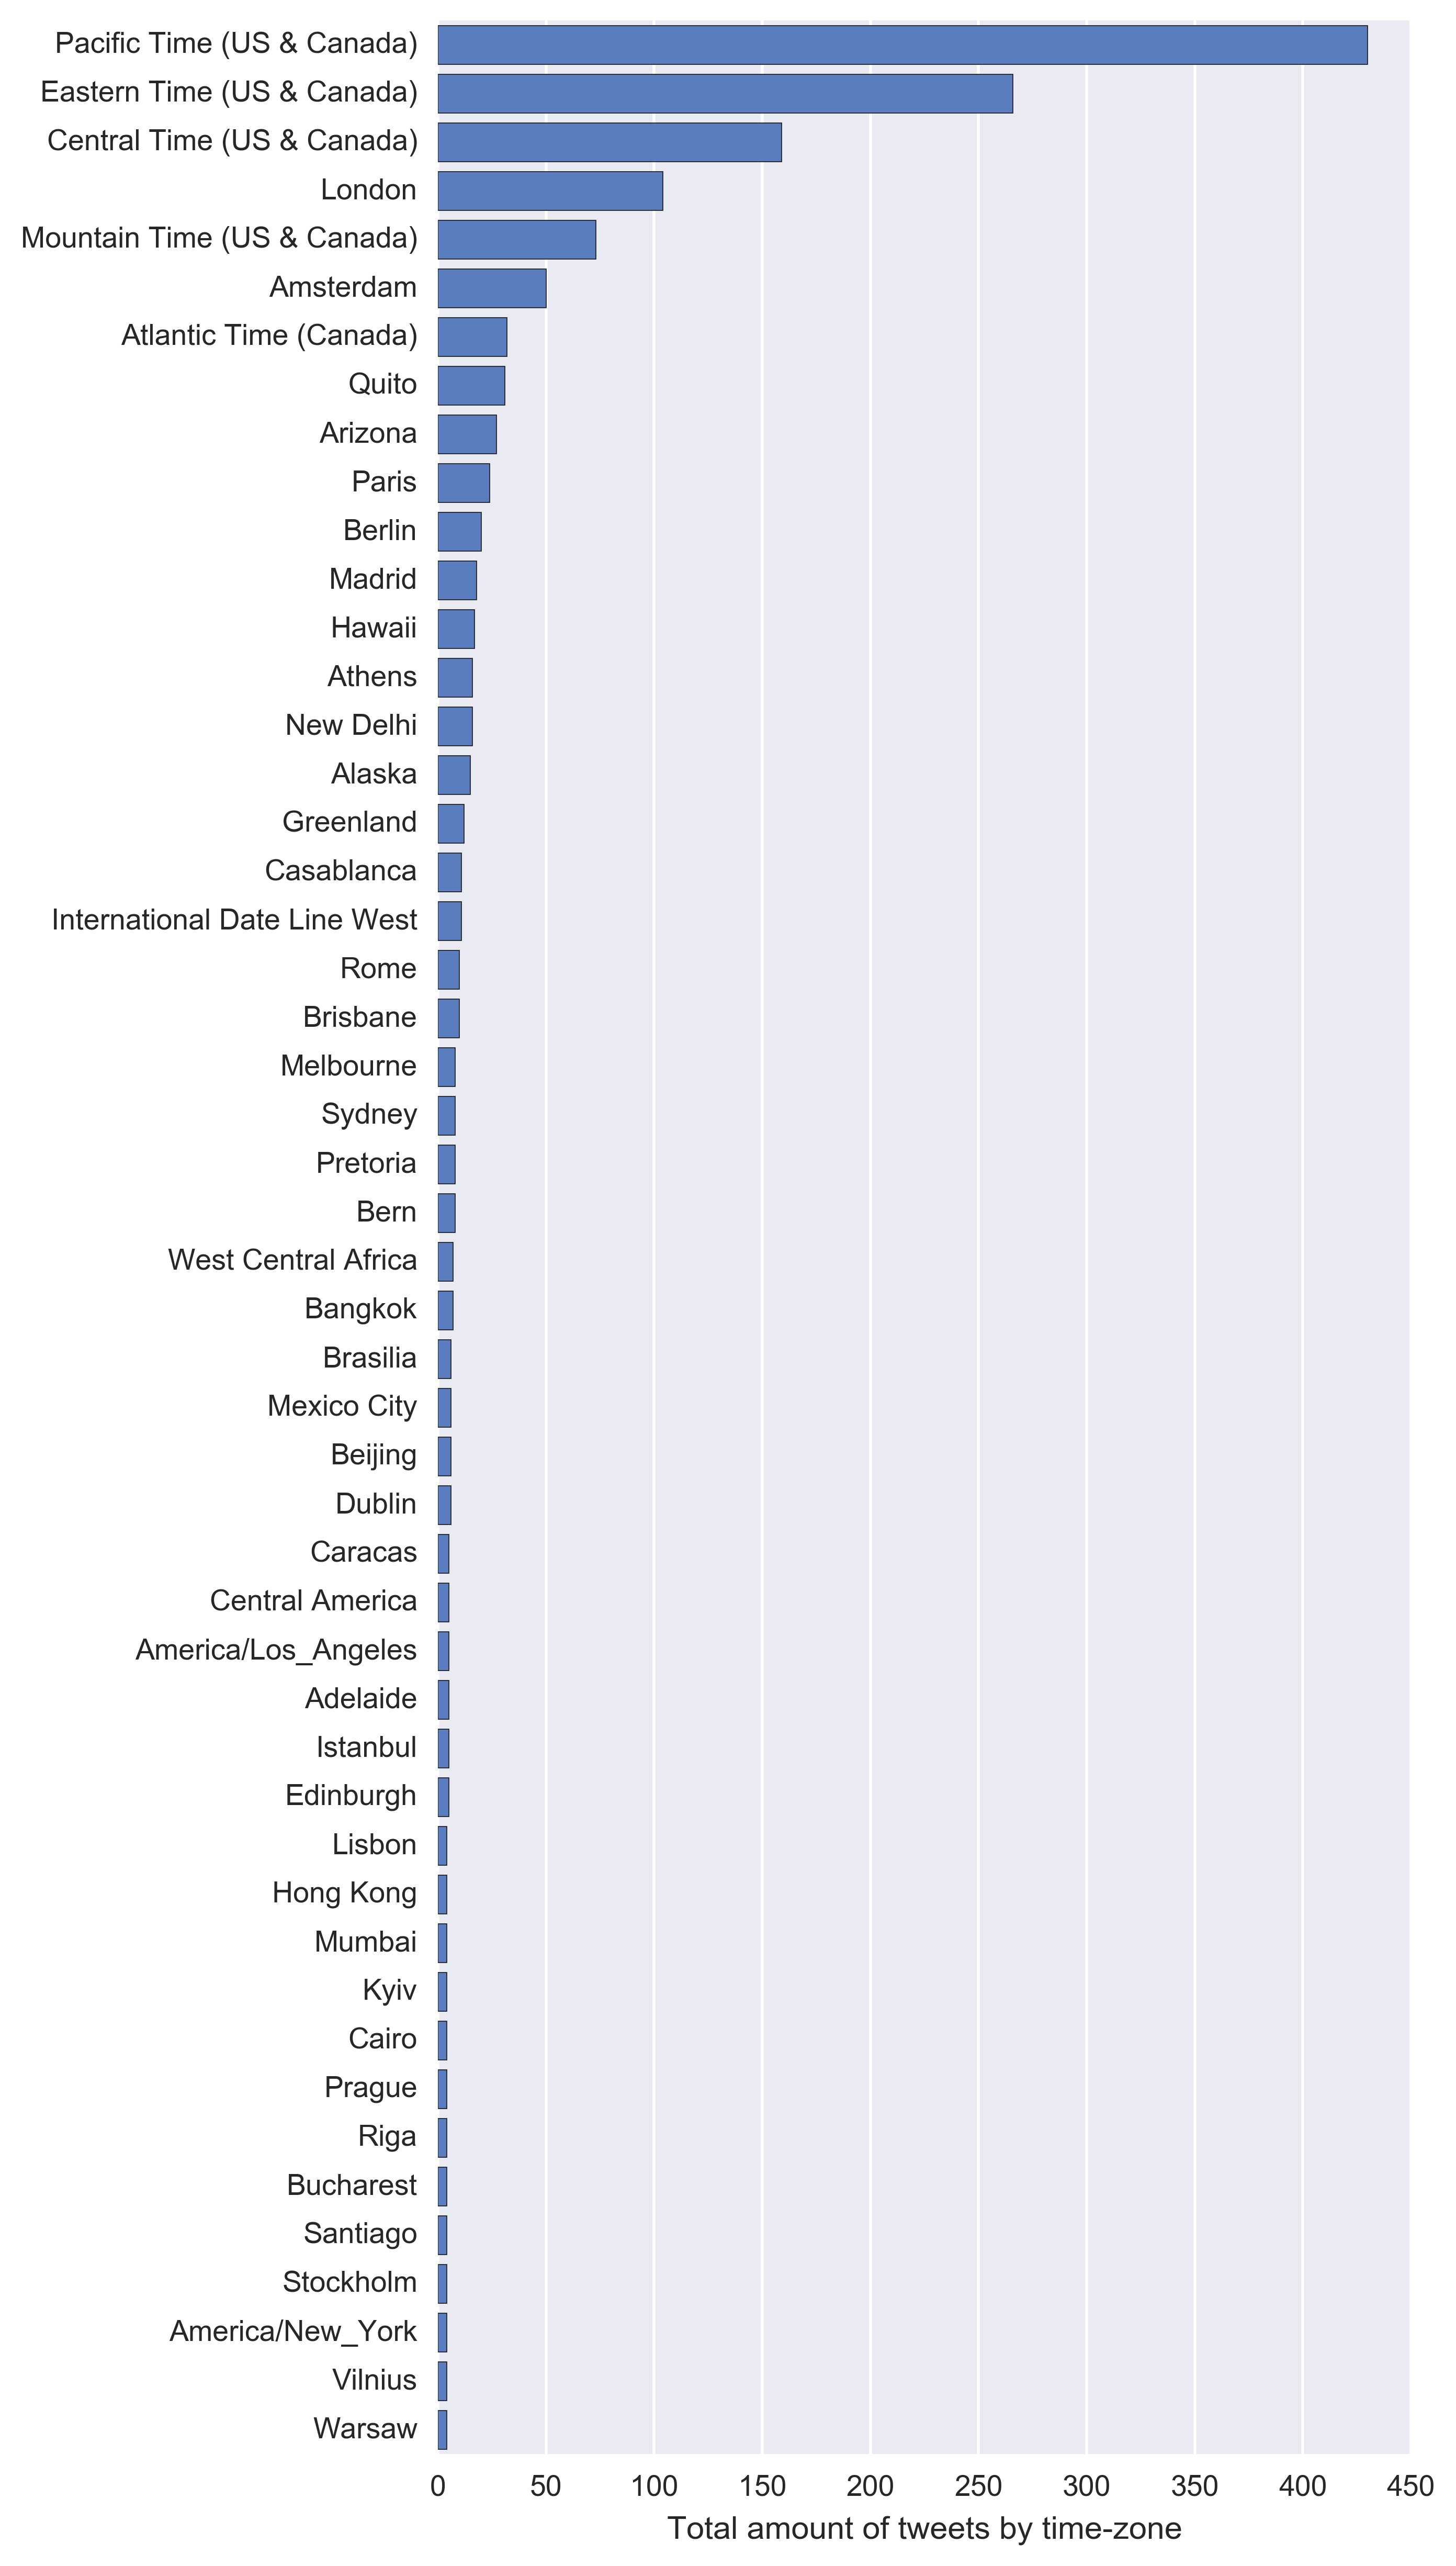 Pacific Time (US & Canada)
Eastern Time (US & Canada)
Central Time (US & Canada)
London
Mountain Time (US & Canada)
Amsterdam
Atlantic Time (Canada)
Quito
Arizona
Paris
Berlin
Madrid
Hawaii
Athens
New Delhi
Alaska
Greenland
Casablanca
International Date Line West
Rome
Brisbane
Melbourne
Sydney
Pretoria
Bern
West Central Africa
Bangkok
Brasilia
Mexico City
Beijing
Dublin
Caracas
Central America
America/Los_Angeles
Adelaide
Istanbul
Edinburgh
Lisbon
Hong Kong
Mumbai
Kyiv
Cairo
Prague
Riga
Bucharest
Santiago
Stockholm
America/New_York
Vilnius
Warsaw
0 50 100 150 200 250 300 350 400 450
Total amount of tweets by time-zone